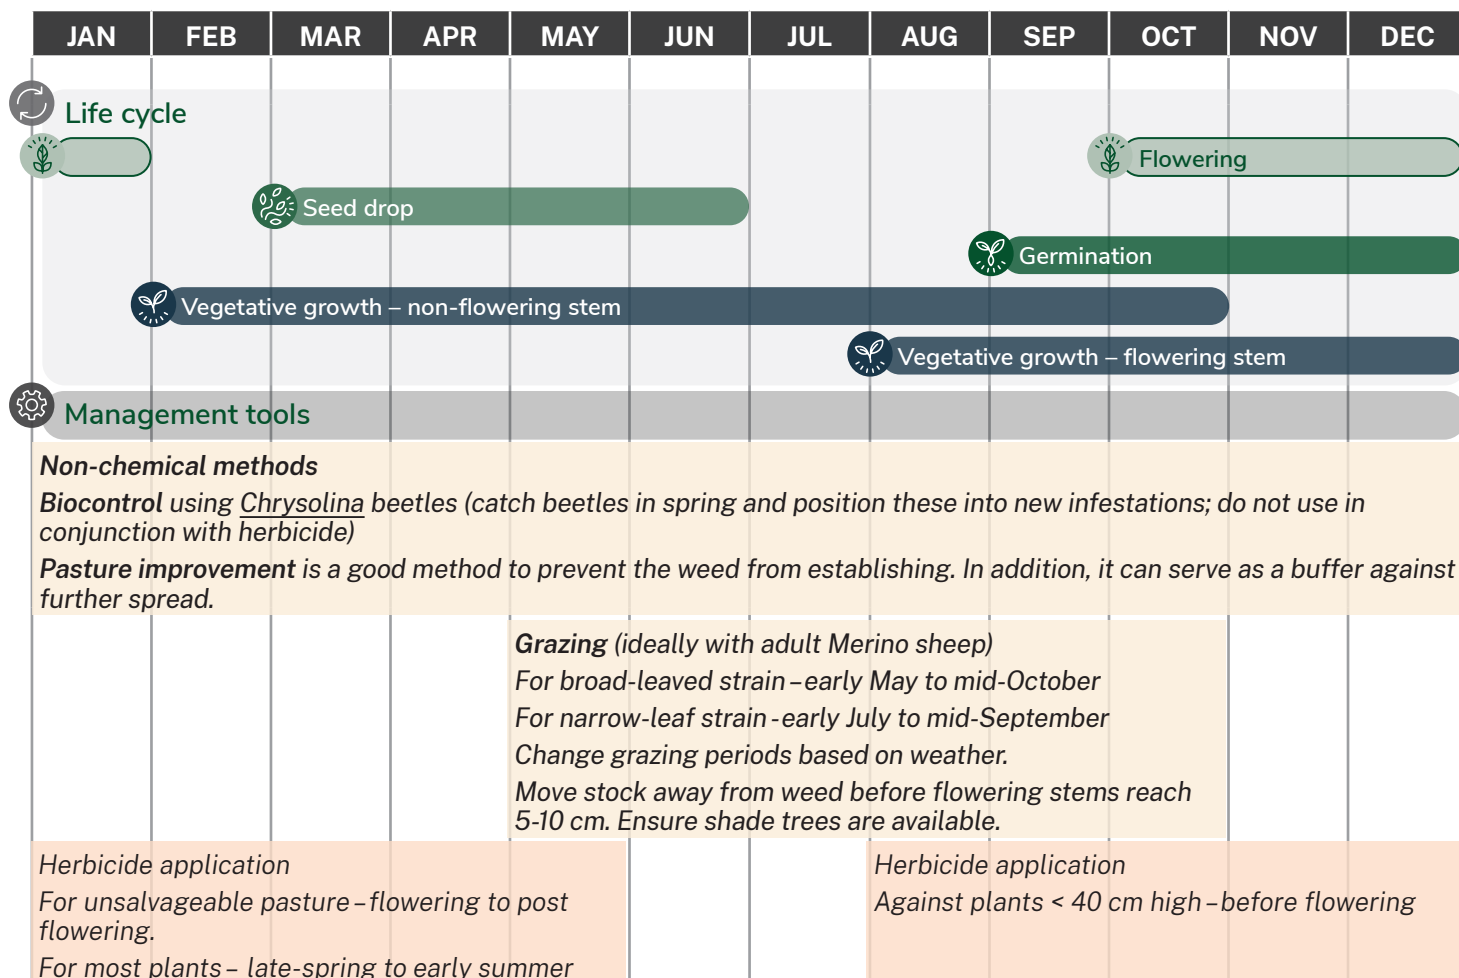 JAN FEB MAR APR MAY JUN JUL AUG SEP OCT NOV DEC
Life cycle
Flowering
Seed drop
Germination
Vegetative growth – non-flowering stem
Vegetative growth – flowering stem
Management tools
Non-chemical methods
Biocontrol using Chrysolina beetles (catch beetles in spring and position these into new infestations; do not use in
conjunction with herbicide)
Pasture improvement is a good method to prevent the weed from establishing. In addition, it can serve as a buffer against
further spread.
Grazing (ideally with adult Merino sheep)
For broad-leaved strain – early May to mid-October
For narrow-leaf strain - early July to mid-September
Change grazing periods based on weather.
Move stock away from weed before flowering stems reach
5-10 cm. Ensure shade trees are available.
Herbicide application
For unsalvageable pasture – flowering to post
flowering.
For most plants – late-spring to early summer
Herbicide application
Against plants < 40 cm high – before flowering